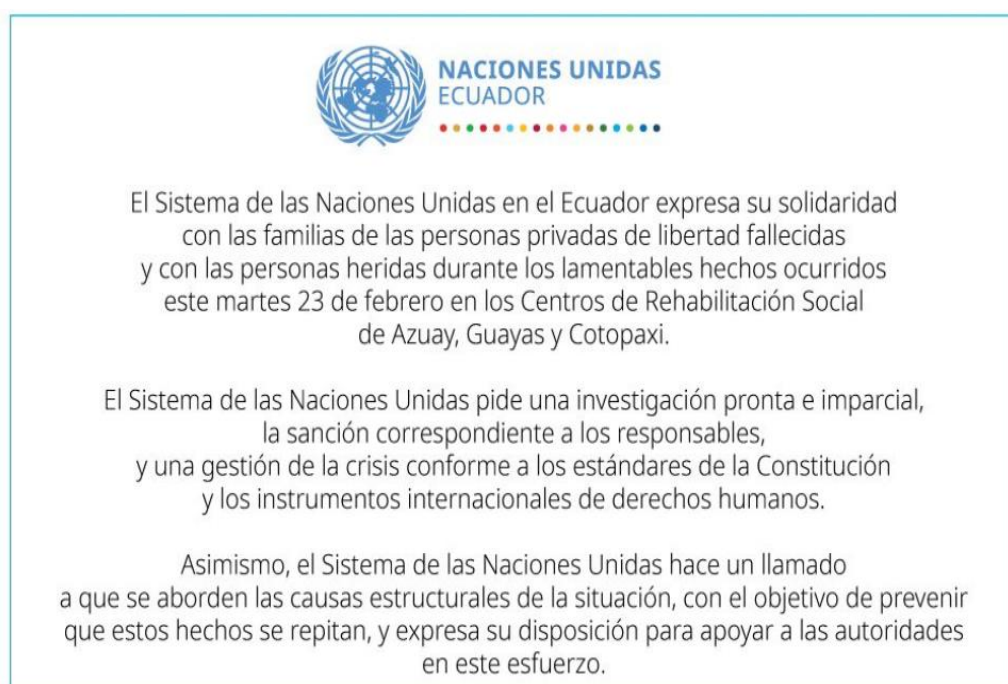 NACIONES UNIDAS
ECUADOR
El Sistema de las Naciones Unidas en el Ecuador expresa su solidaridad
con las familias de las personas privadas de libertad fallecidas
y con las personas heridas durante los lamentables hechos ocurridos
este martes 23 de febrero en los Centros de Rehabilitación Social
de Azuay, Guayas y Cotopaxi.
El Sistema de las Naciones Unidas pide una investigación pronta e imparcial,
la sanción correspondiente a los responsables,
y una gestión de la crisis conforme a los estándares de la Constitución
y los instrumentos internacionales de derechos humanos.
Asimismo, el Sistema de las Naciones Unidas hace un llamado
a que se aborden las causas estructurales de la situación, con el objetivo de prevenir
que estos hechos se repitan, y expresa su disposición para apoyar a las autoridades
en este esfuerzo.